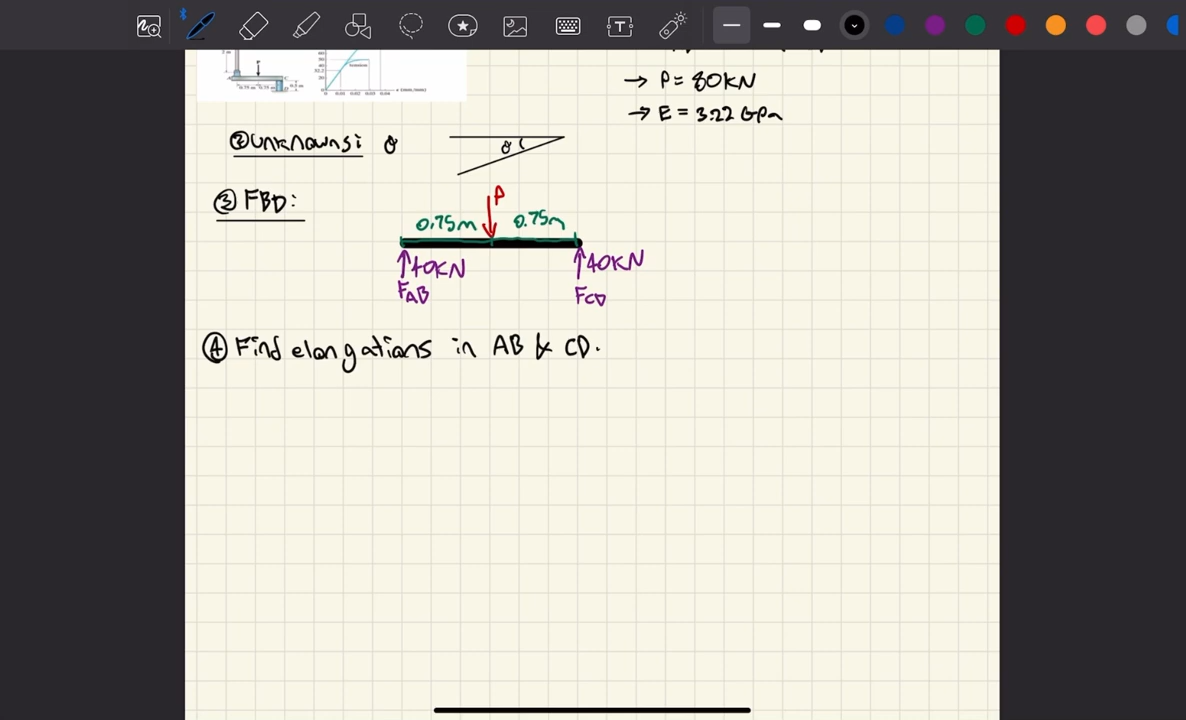 → P = 80KN
→ E = 3.22 GPa
② Unknowns: θ
θ
③ FBD:
P
0.75m 0.75m
40KN 40KN
FAB FCD
④ Find elongations in AB & CD.